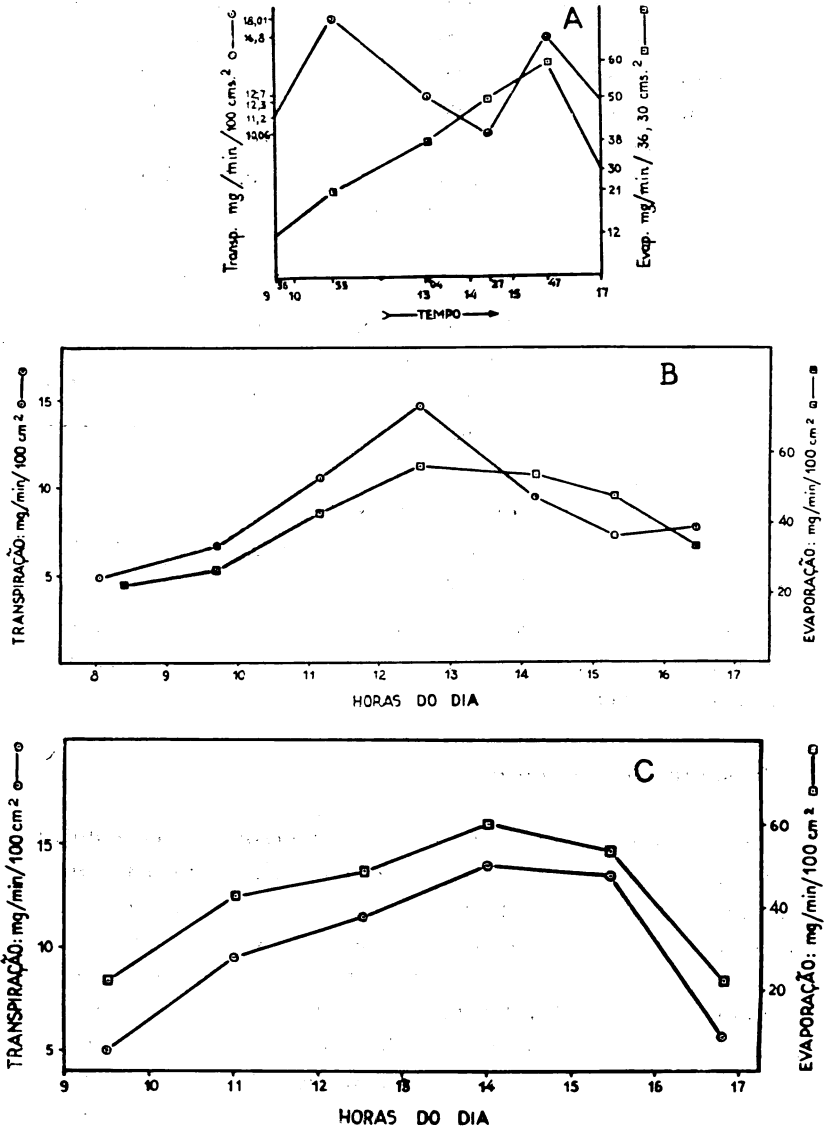 A
Transp. mg/min/100 cms.²
18,01
16,8
12,7
12,3
11,2
10,06
Evap. mg/min/36,30 cms.²
60
50
38
30
21
12
9 36 10 33 13 04 14 27 15 47 17
TEMPO
B
TRANSPIRAÇÃO: mg/min/100 cm²
15
10
5
EVAPORAÇÃO: mg/min/100 cm²
60
40
20
8 9 10 11 12 13 14 15 16 17
HORAS DO DIA
C
TRANSPIRAÇÃO: mg/min/100 cm²
15
10
5
EVAPORAÇÃO: mg/min/100 cm²
60
40
20
9 10 11 12 13 14 15 16 17
HORAS DO DIA